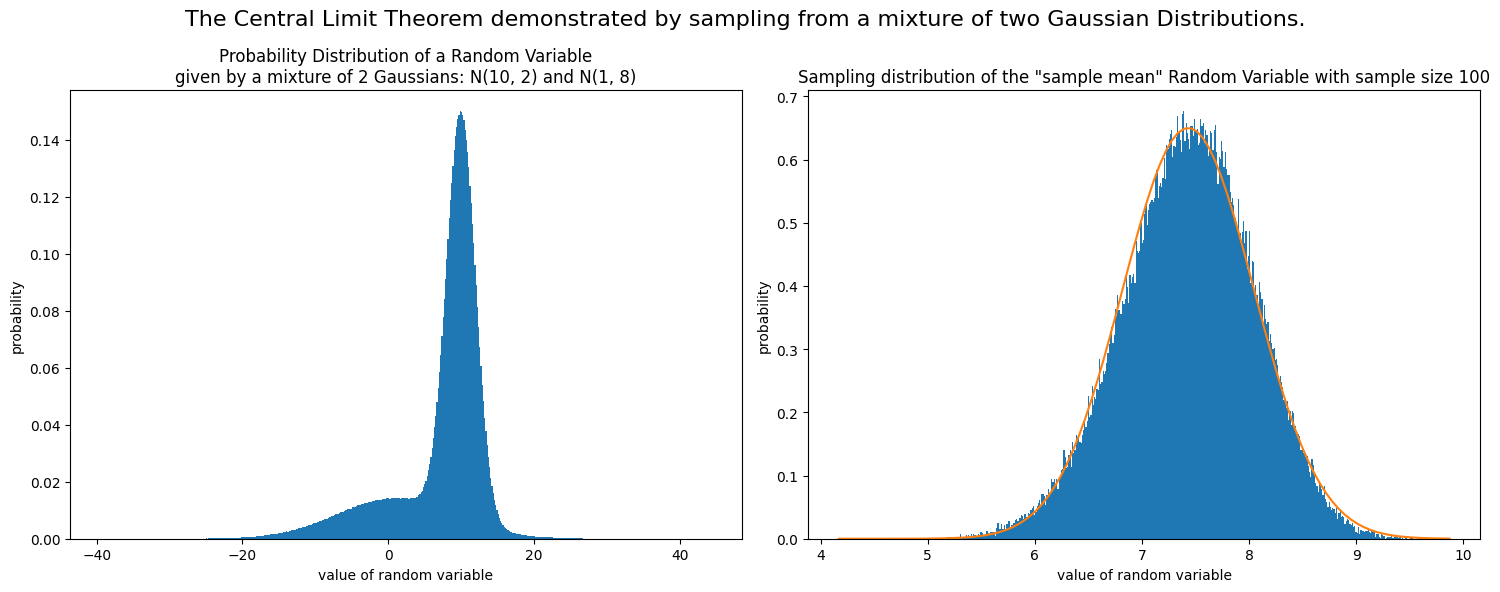 The Central Limit Theorem demonstrated by sampling from a mixture of two Gaussian Distributions.
Probability Distribution of a Random Variable
given by a mixture of 2 Gaussians: N(10, 2) and N(1, 8)
probability
0.14
0.12
0.10
0.08
0.06
0.04
0.02
0.00
−40 −20 0 20 40
value of random variable
Sampling distribution of the "sample mean" Random Variable with sample size 100
probability
0.7
0.6
0.5
0.4
0.3
0.2
0.1
0.0
4 5 6 7 8 9 10
value of random variable